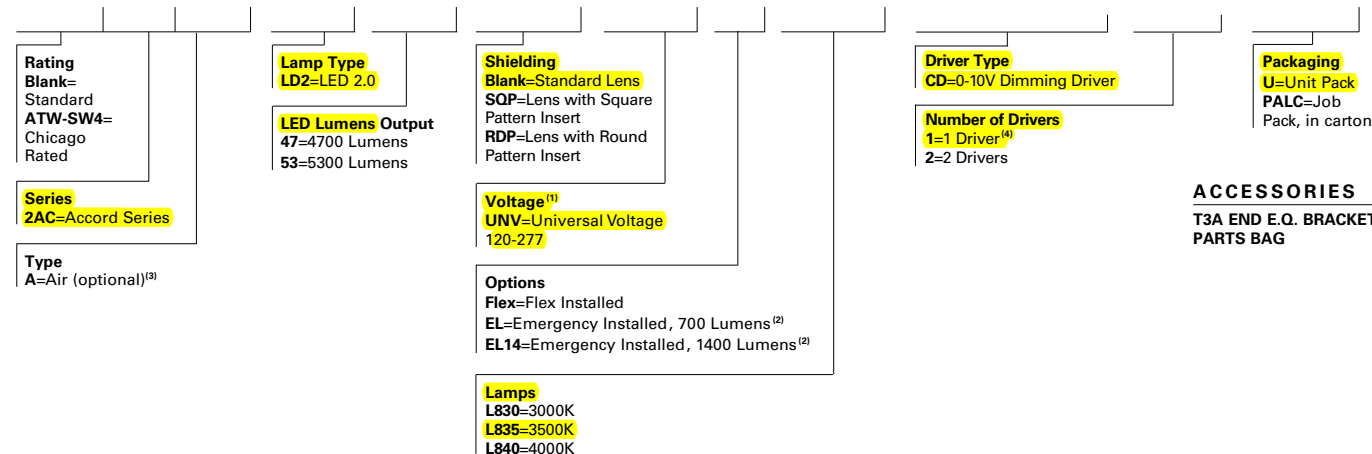 Rating
Blank=
Standard
ATW-SW4=
Chicago
Rated
Series
2AC=Accord Series
Type
A=Air (optional)(3)
Lamp Type
LD2=LED 2.0
LED Lumens Output
47=4700 Lumens
53=5300 Lumens
Shielding
Blank=Standard Lens
SQP=Lens with Square
Pattern Insert
RDP=Lens with Round
Pattern Insert
Voltage(1)
UNV=Universal Voltage
120-277
Options
Flex=Flex Installed
EL=Emergency Installed, 700 Lumens(2)
EL14=Emergency Installed, 1400 Lumens(2)
Lamps
L830=3000K
L835=3500K
L840=4000K
Driver Type
CD=0-10V Dimming Driver
Number of Drivers
1=1 Driver(4)
2=2 Drivers
Packaging
U=Unit Pack
PALC=Job
Pack, in carton
ACCESSORIES
T3A END E.Q. BRACKET
PARTS BAG